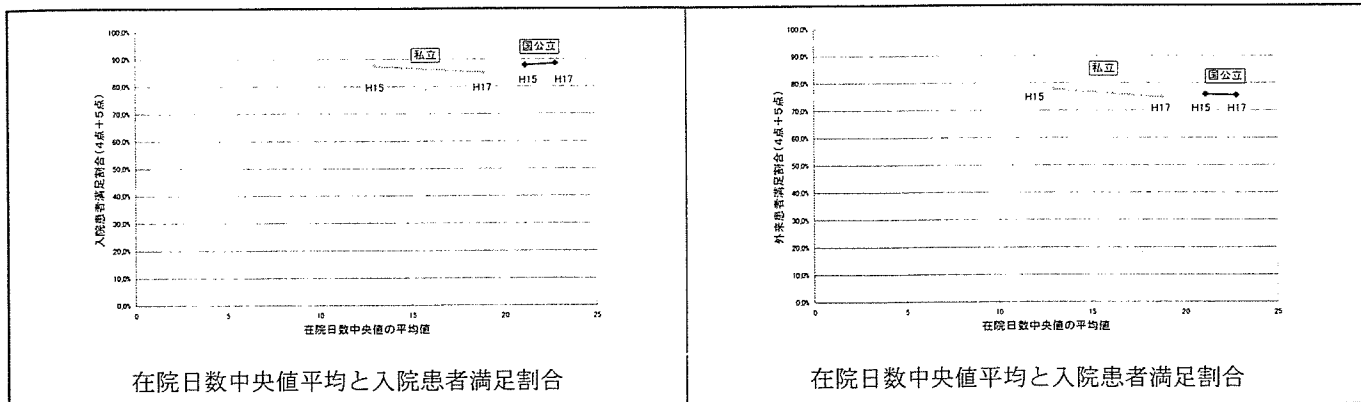 入院患者満足割合(4点+5点)
100.0%
90.0%
80.0%
70.0%
60.0%
50.0%
40.0%
30.0%
20.0%
10.0%
0.0%
私立
国公立
H15
H17
H15
H17
0
5
10
15
20
25
在院日数中央値の平均値
在院日数中央値平均と入院患者満足割合
外来患者満足割合(4点+5点)
100.0%
90.0%
80.0%
70.0%
60.0%
50.0%
40.0%
30.0%
20.0%
10.0%
0.0%
私立
国公立
H15
H17
H15
H17
0
5
10
15
20
25
在院日数中央値の平均値
在院日数中央値平均と入院患者満足割合